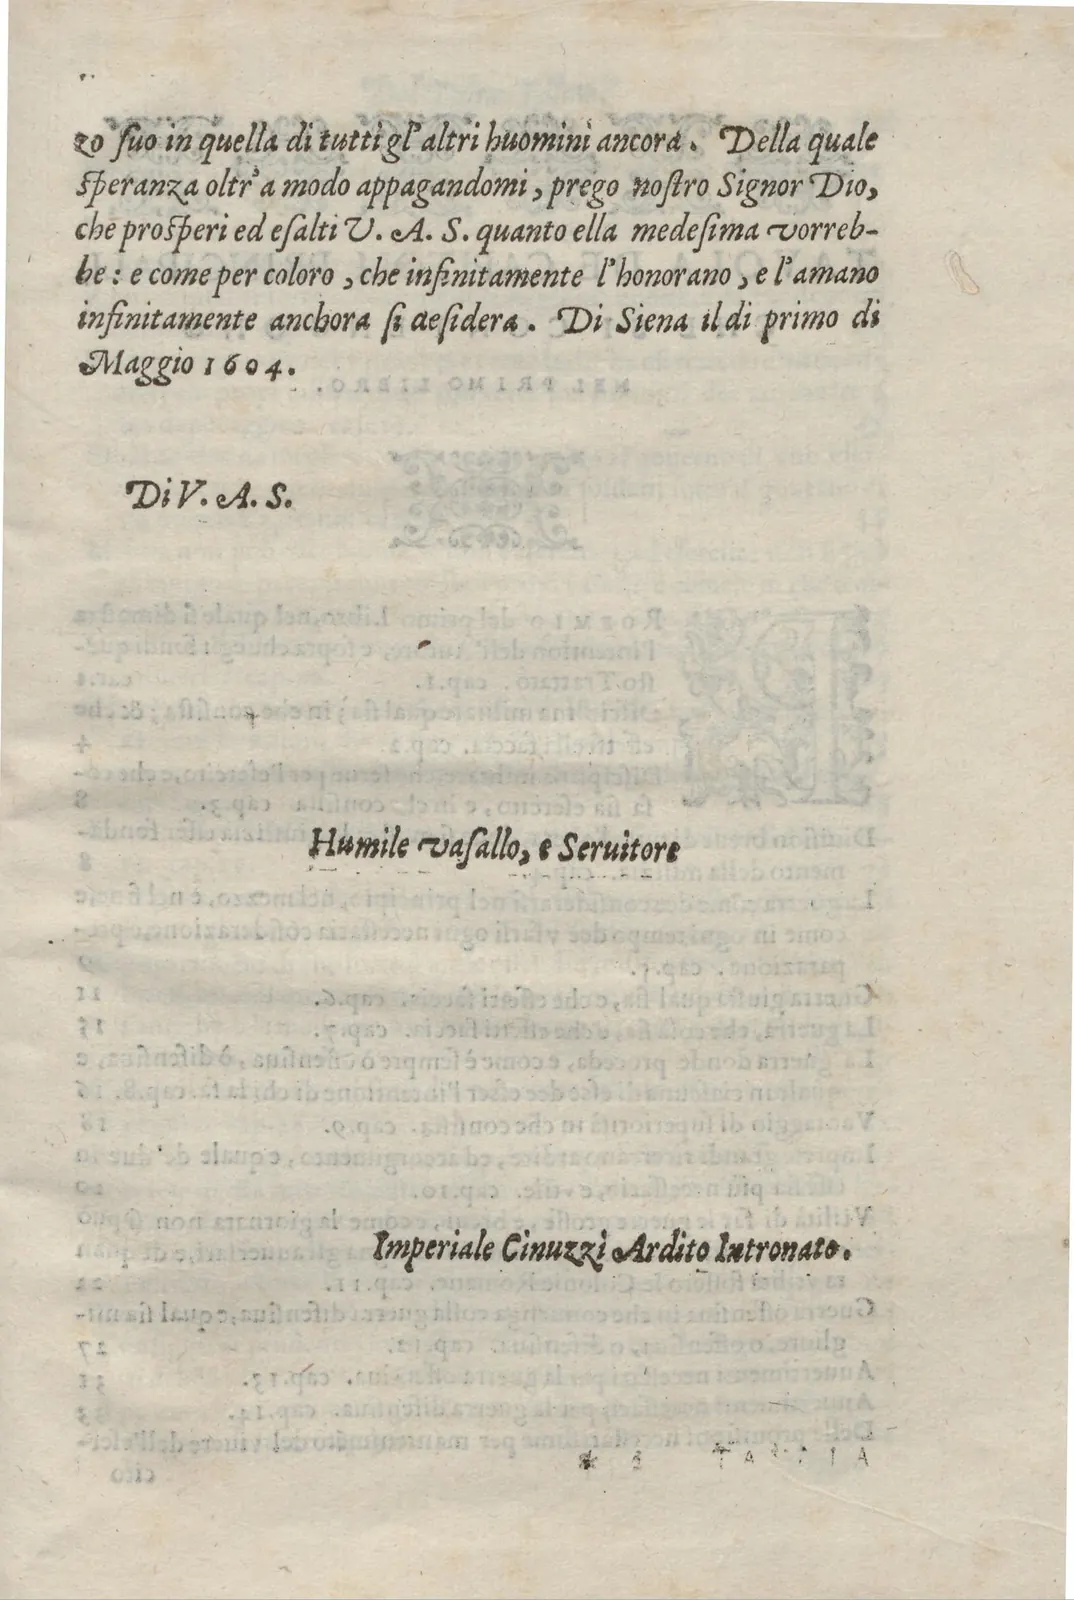 zo ſuo in quella di tutti gl'altri huomini ancora. Della quale
ſperanza oltr'a modo appagandomi, prego noſtro Signor Dio,
che proſperi ed eſalti V. A. S. quanto ella medeſima vorreb-
be: e come per coloro, che infinitamente l'honorano, e l'amano
infinitamente anchora ſi deſidera. Di Siena il di primo di
Maggio 1604.
Di V. A. S.
Humile vaſallo, e Seruitore
Imperiale Cinuzzi Ardito Intronato.